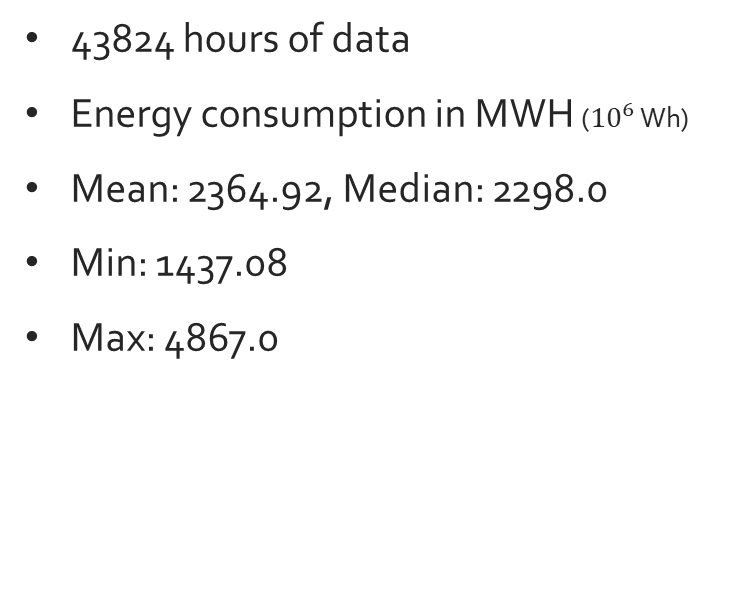 • 43824 hours of data
• Energy consumption in MWH (10⁶ Wh)
• Mean: 2364.92, Median: 2298.0
• Min: 1437.08
• Max: 4867.0